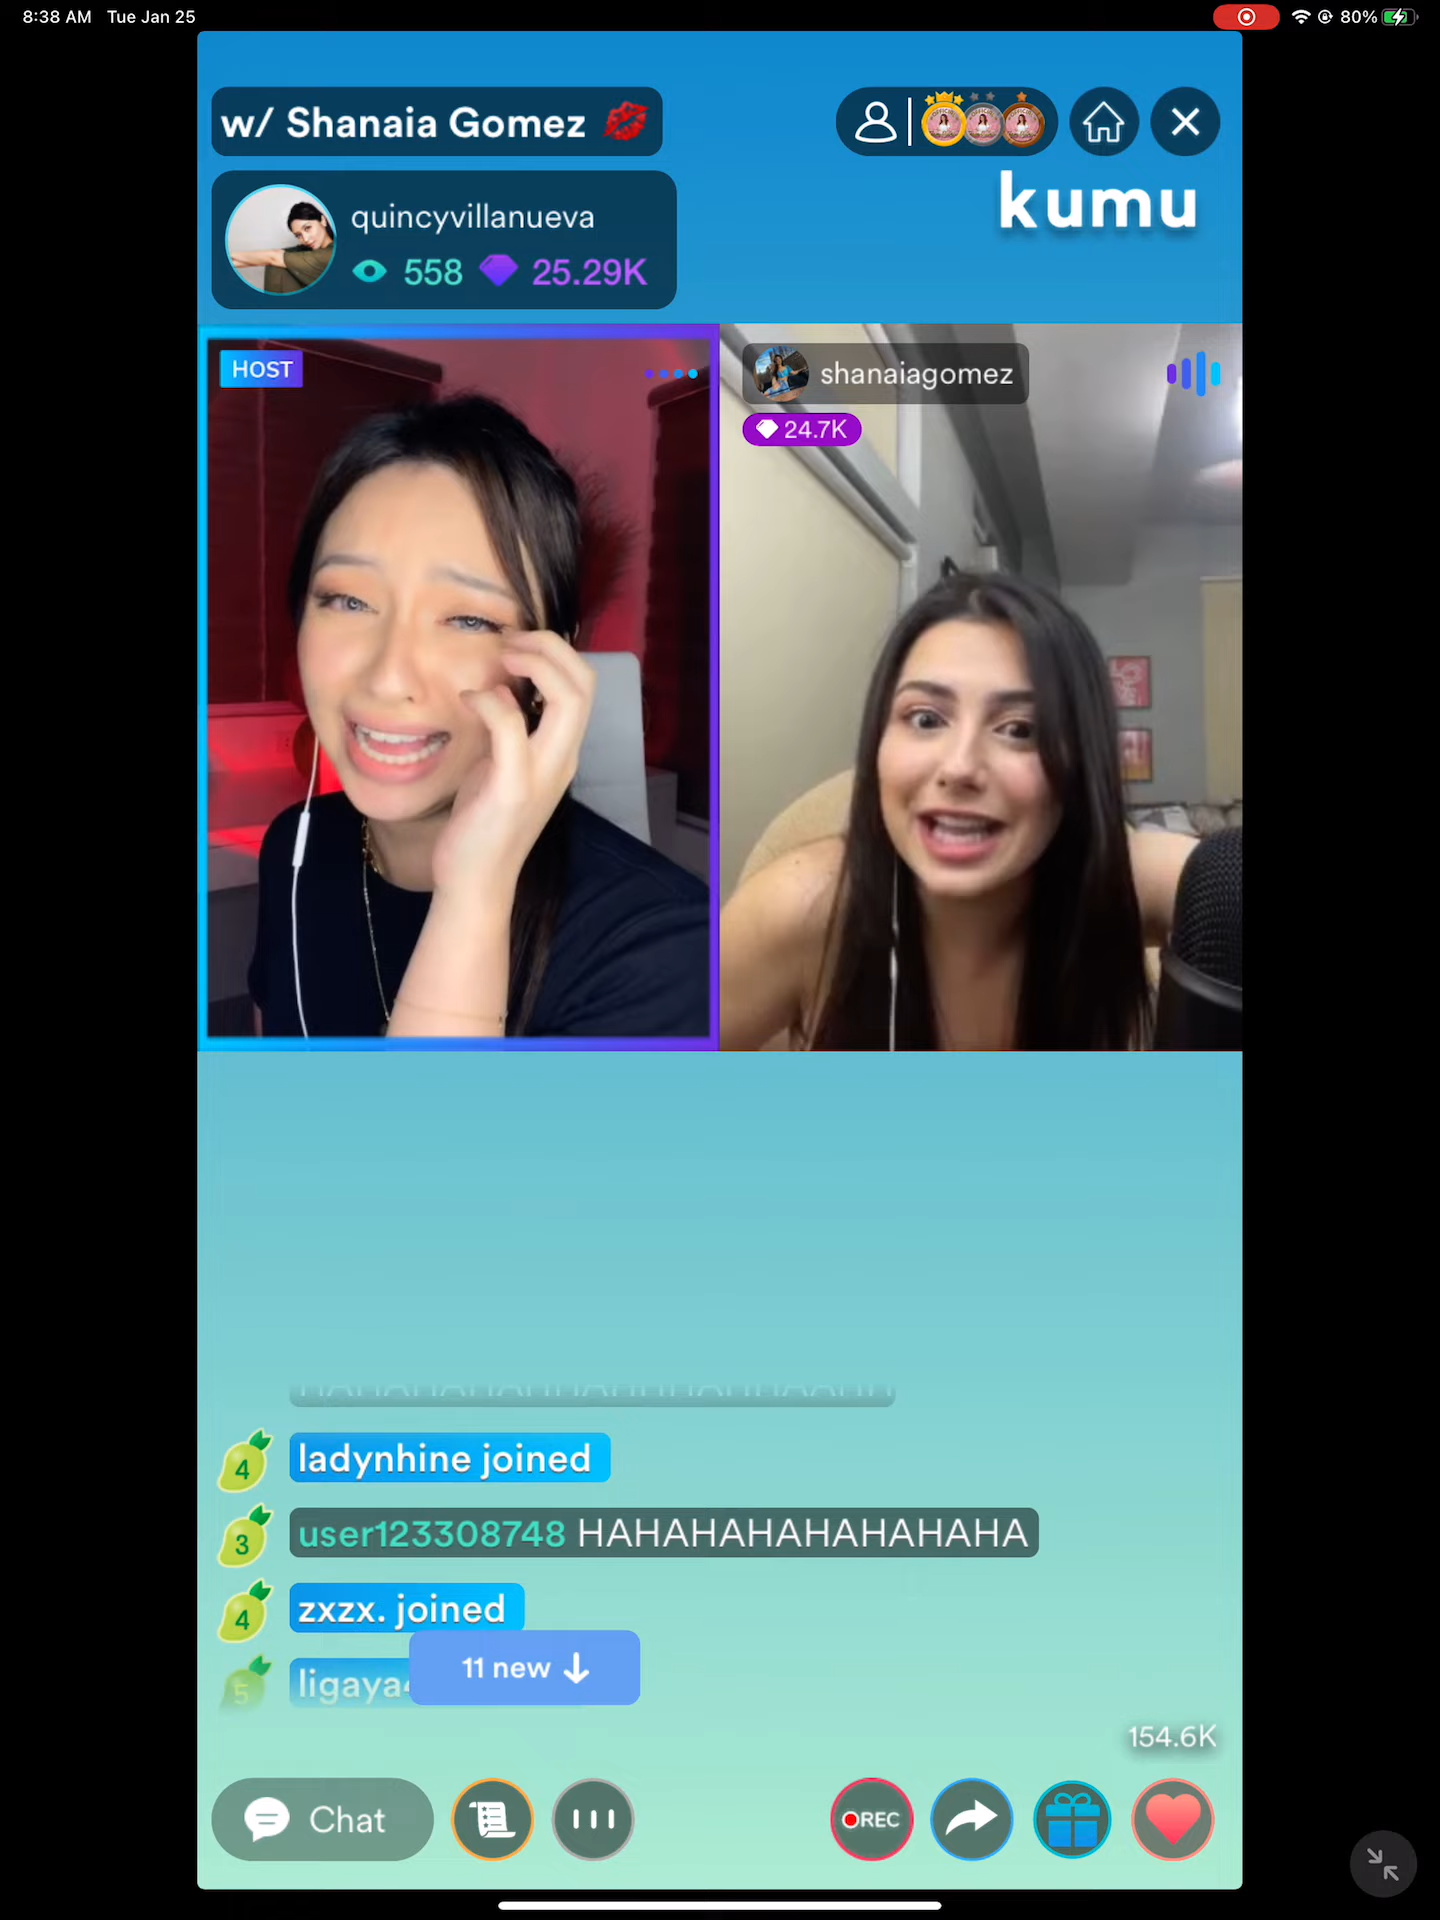 8:38 AM Tue Jan 25
80%
w/ Shanaia Gomez
kumu
quincyvillanueva
558 25.29K
HOST
shanaiagomez
24.7K
4 ladynhine joined
3 user123308748 HAHAHAHAHAHAHAHA
4 zxzx. joined
5
11 new
154.6K
Chat
REC